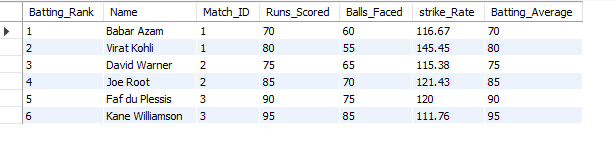 Batting_Rank Name Match_ID Runs_Scored Balls_Faced strike_Rate Batting_Average
1 Babar Azam 1 70 60 116.67 70
2 Virat Kohli 1 80 55 145.45 80
3 David Warner 2 75 65 115.38 75
4 Joe Root 2 85 70 121.43 85
5 Faf du Plessis 3 90 75 120 90
6 Kane Williamson 3 95 85 111.76 95